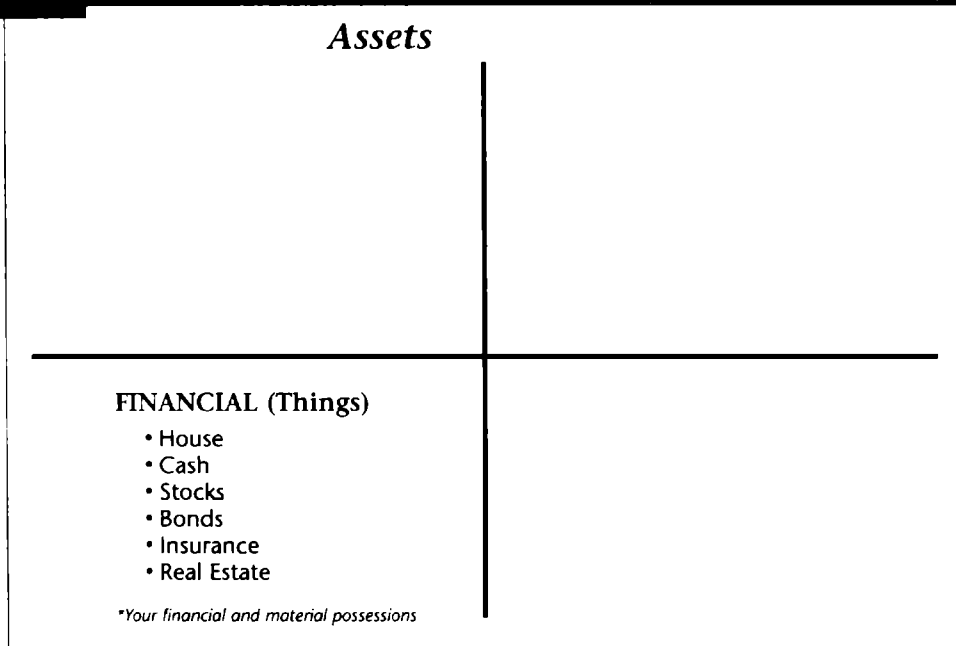 Assets
FINANCIAL (Things)
• House
• Cash
• Stocks
• Bonds
• Insurance
• Real Estate
*Your financial and material possessions